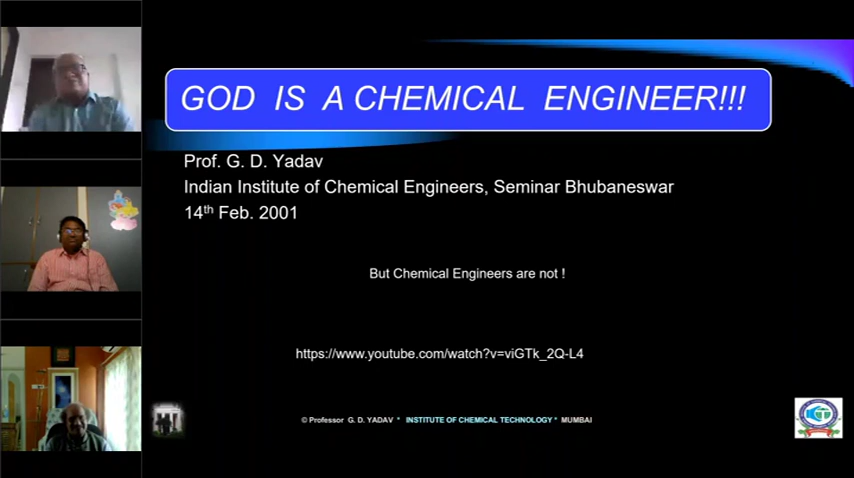 GOD IS A CHEMICAL ENGINEER!!!
Prof. G. D. Yadav
Indian Institute of Chemical Engineers, Seminar Bhubaneswar
14th Feb. 2001
But Chemical Engineers are not !
https://www.youtube.com/watch?v=viGTk_2Q-L4
© Professor G. D. YADAV * INSTITUTE OF CHEMICAL TECHNOLOGY * MUMBAI